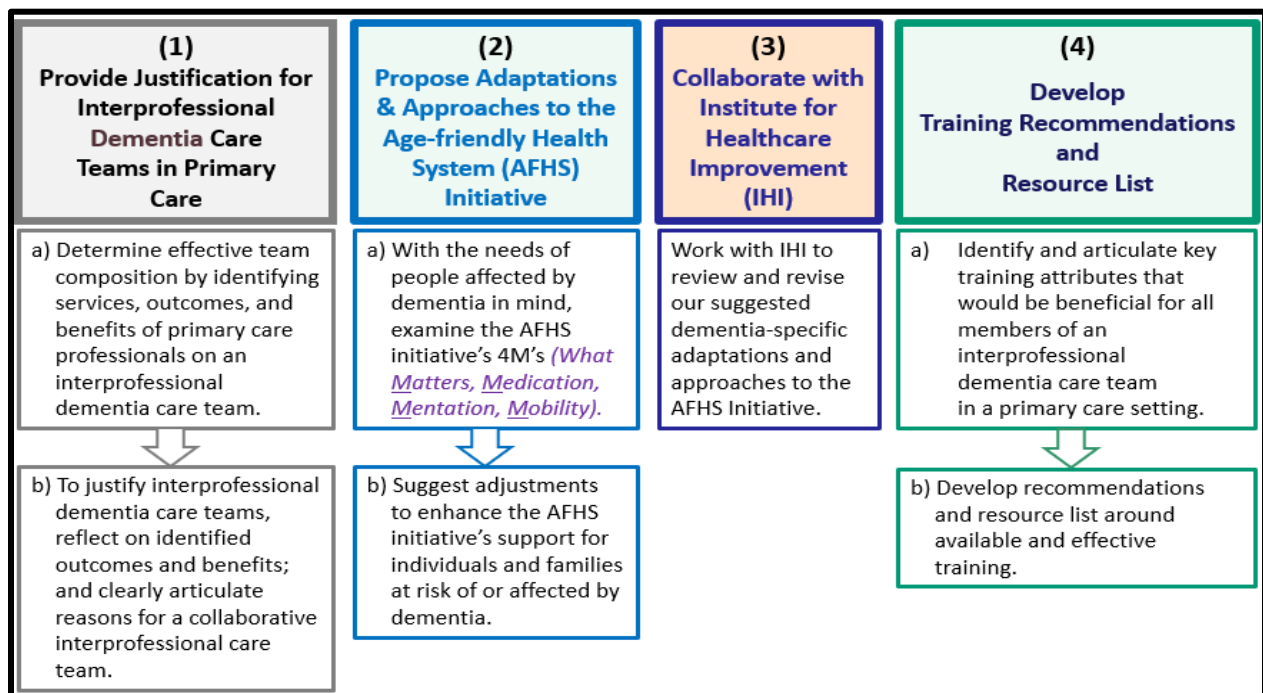 (1)
Provide Justification for
Interprofessional
Dementia Care
Teams in Primary
Care
a) Determine effective team
composition by identifying
services, outcomes, and
benefits of primary care
professionals on an
interprofessional
dementia care team.
b) To justify interprofessional
dementia care teams,
reflect on identified
outcomes and benefits;
and clearly articulate
reasons for a collaborative
interprofessional care
team.
(2)
Propose Adaptations
& Approaches to the
Age-friendly Health
System (AFHS)
Initiative
a) With the needs of
people affected by
dementia in mind,
examine the AFHS
initiative’s 4M’s (What
Matters, Medication,
Mentation, Mobility).
b) Suggest adjustments
to enhance the AFHS
initiative’s support for
individuals and families
at risk of or affected by
dementia.
(3)
Collaborate with
Institute for
Healthcare
Improvement
(IHI)
Work with IHI to
review and revise
our suggested
dementia-specific
adaptations and
approaches to the
AFHS Initiative.
(4)
Develop
Training Recommendations
and
Resource List
a) Identify and articulate key
training attributes that
would be beneficial for all
members of an
interprofessional
dementia care team
in a primary care setting.
b) Develop recommendations
and resource list around
available and effective
training.